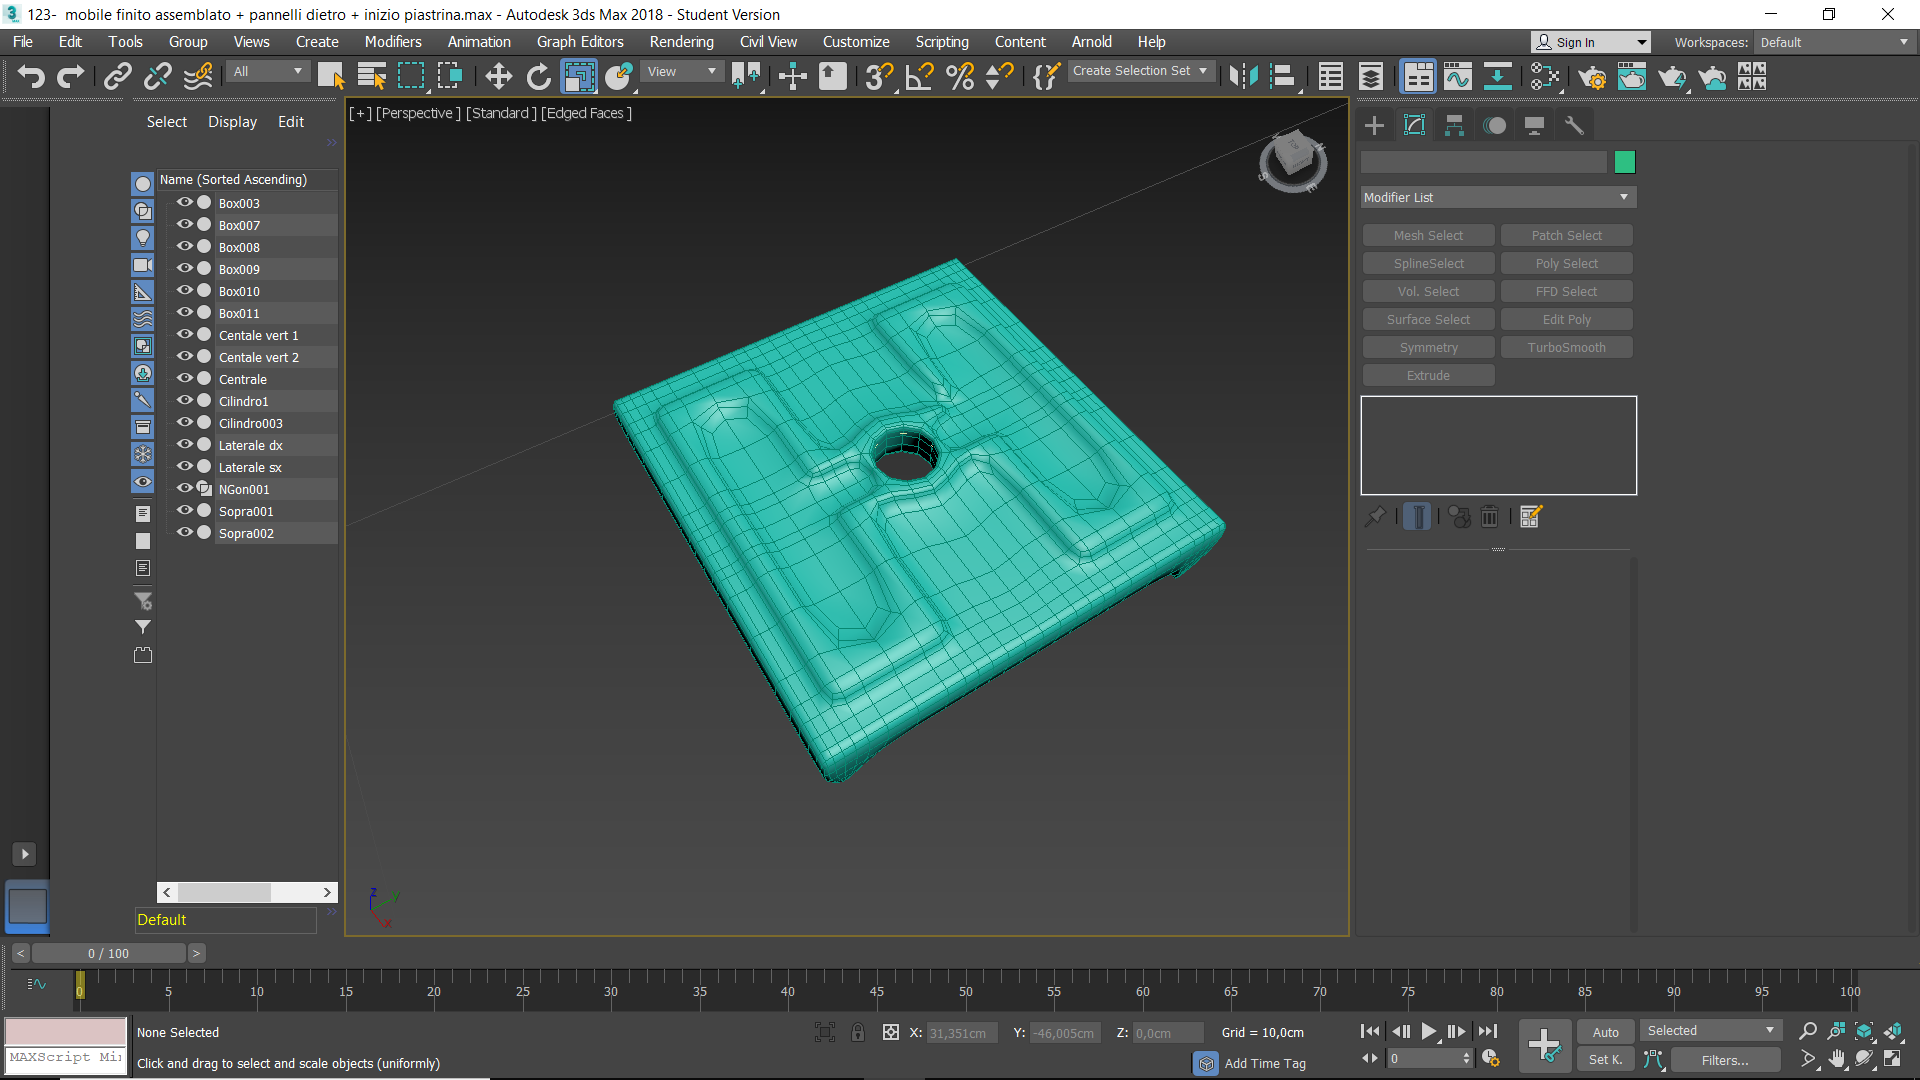 123-  mobile finito assemblato + pannelli dietro + inizio piastrina.max - Autodesk 3ds Max 2018 - Student Version
File Edit Tools Group Views Create Modifiers Animation Graph Editors Rendering Civil View Customize Scripting Content Arnold Help
Sign In
Workspaces: Default
All
View
Create Selection Set
Select Display Edit
[+] [Perspective ] [Standard ] [Edged Faces ]
Name (Sorted Ascending)
Box003
Box007
Box008
Box009
Box010
Box011
Centale vert 1
Centale vert 2
Centrale
Cilindro1
Cilindro003
Laterale dx
Laterale sx
NGon001
Sopra001
Sopra002
Default
Modifier List
Mesh Select Patch Select
SplineSelect Poly Select
Vol. Select FFD Select
Surface Select Edit Poly
Symmetry TurboSmooth
Extrude
z
y
x
< 0 / 100 >
0 5 10 15 20 25 30 35 40 45 50 55 60 65 70 75 80 85 90 95 100
None Selected
X: 31,351cm Y: -46,005cm Z: 0,0cm Grid = 10,0cm
Auto Selected
MAXScript Mi
Click and drag to select and scale objects (uniformly)
Add Time Tag
0
Set K. Filters...